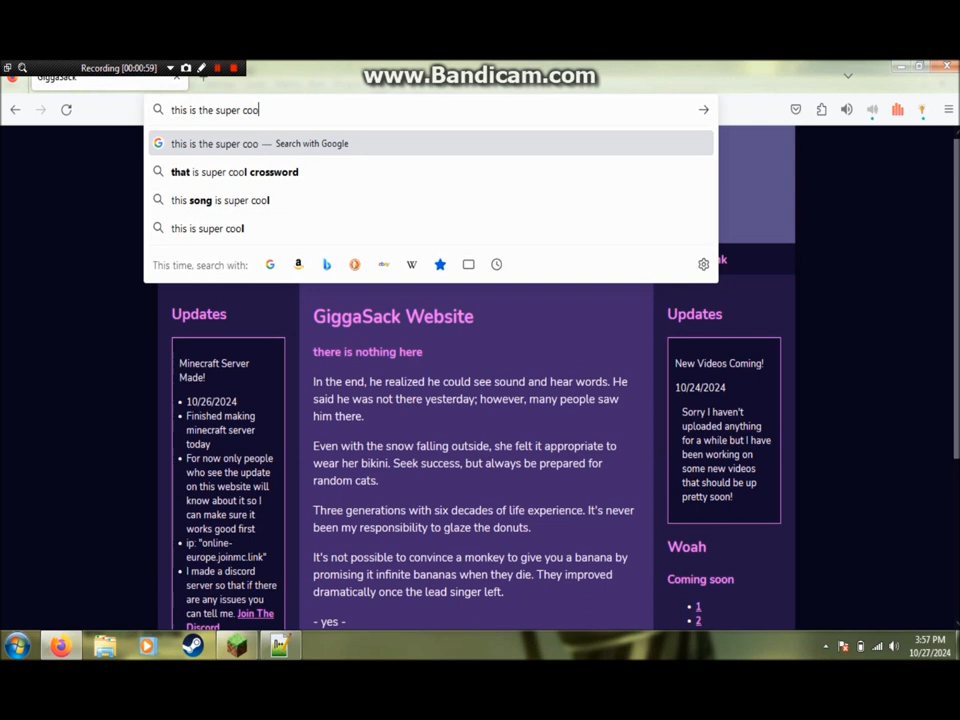 www.Bandicam.com
Recording [00:00:59]
GiggaSack
this is the super coo
this is the super coo — Search with Google
that is super cool crossword
this song is super cool
this is super cool
This time, search with:
nk
Updates
Minecraft Server
Made!
10/26/2024
Finished making
minecraft server
today
For now only people
who see the update
on this website will
know about it so I
can make sure it
works good first
ip: "online-
europe.joinmc.link"
I made a discord
server so that if there
are any issues you
can tell me. Join The
Discord
GiggaSack Website
there is nothing here
In the end, he realized he could see sound and hear words. He
said he was not there yesterday; however, many people saw
him there.
Even with the snow falling outside, she felt it appropriate to
wear her bikini. Seek success, but always be prepared for
random cats.
Three generations with six decades of life experience. It's never
been my responsibility to glaze the donuts.
It's not possible to convince a monkey to give you a banana by
promising it infinite bananas when they die. They improved
dramatically once the lead singer left.
- yes -
Updates
New Videos Coming!
10/24/2024
Sorry I haven't
uploaded anything
for a while but I have
been working on
some new videos
that should be up
pretty soon!
Woah
Coming soon
1
2
3:57 PM
10/27/2024